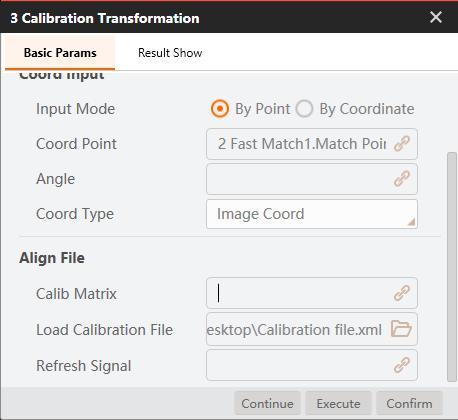 3 Calibration Transformation
Basic Params Result Show
Coord Input
Input Mode By Point By Coordinate
Coord Point 2 Fast Match1.Match Poir
Angle
Coord Type Image Coord
Align File
Calib Matrix
Load Calibration File esktop\Calibration file.xml
Refresh Signal
Continue Execute Confirm